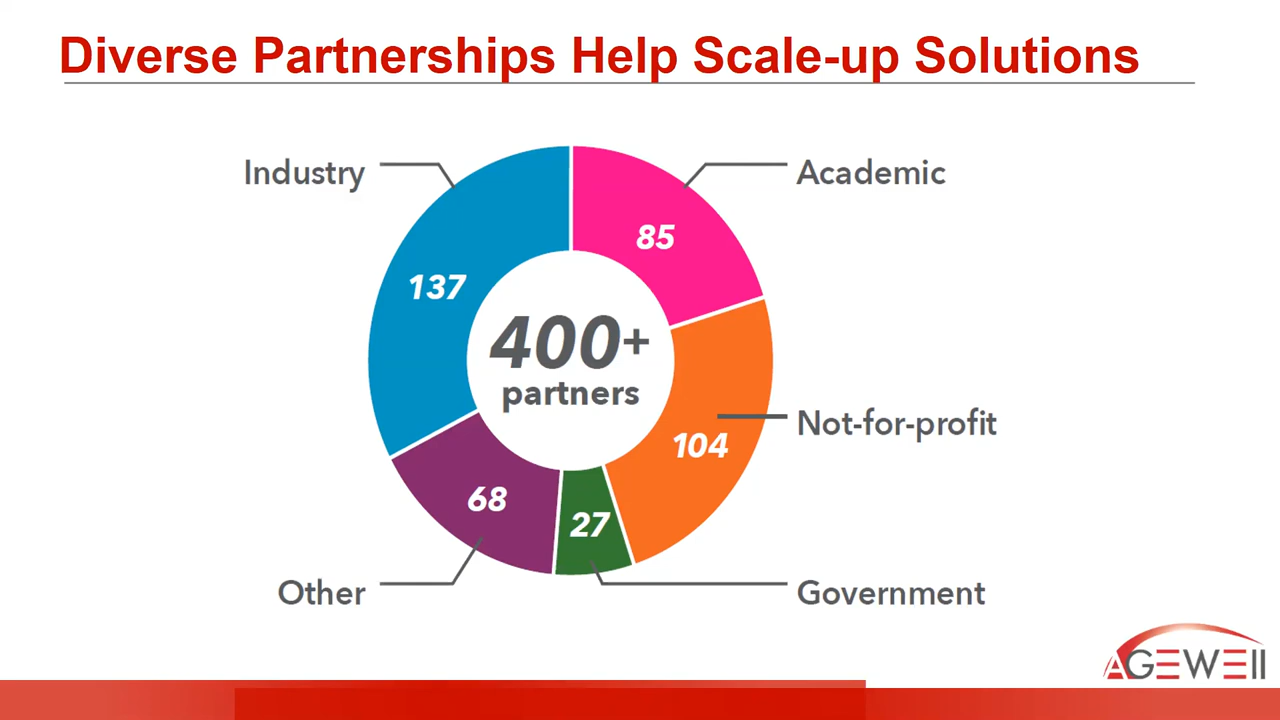 Diverse Partnerships Help Scale-up Solutions
Industry
Academic
85
137
400+
partners
Not-for-profit
104
68
27
Other
Government
AGEWEll